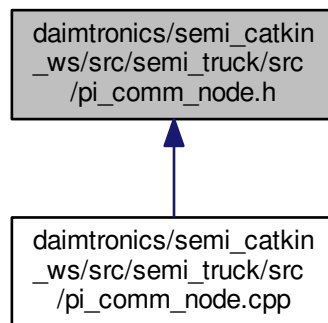 daimtronics/semi_catkin
_ws/src/semi_truck/src
/pi_comm_node.h
daimtronics/semi_catkin
_ws/src/semi_truck/src
/pi_comm_node.cpp